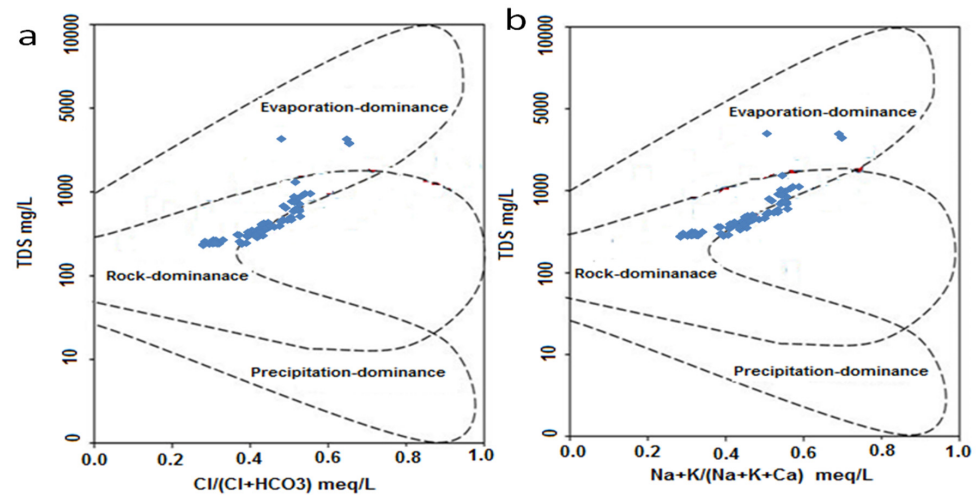 a
TDS mg/L
10000
5000
1000
100
10
0
Evaporation-dominance
Rock-dominanace
Precipitation-dominance
0.0 0.2 0.4 0.6 0.8 1.0
Cl/(Cl+HCO3) meq/L
b
TDS mg/L
10000
5000
1000
100
10
0
Evaporation-dominance
Rock-dominanace
Precipitation-dominance
0.0 0.2 0.4 0.6 0.8 1.0
Na+K/(Na+K+Ca) meq/L